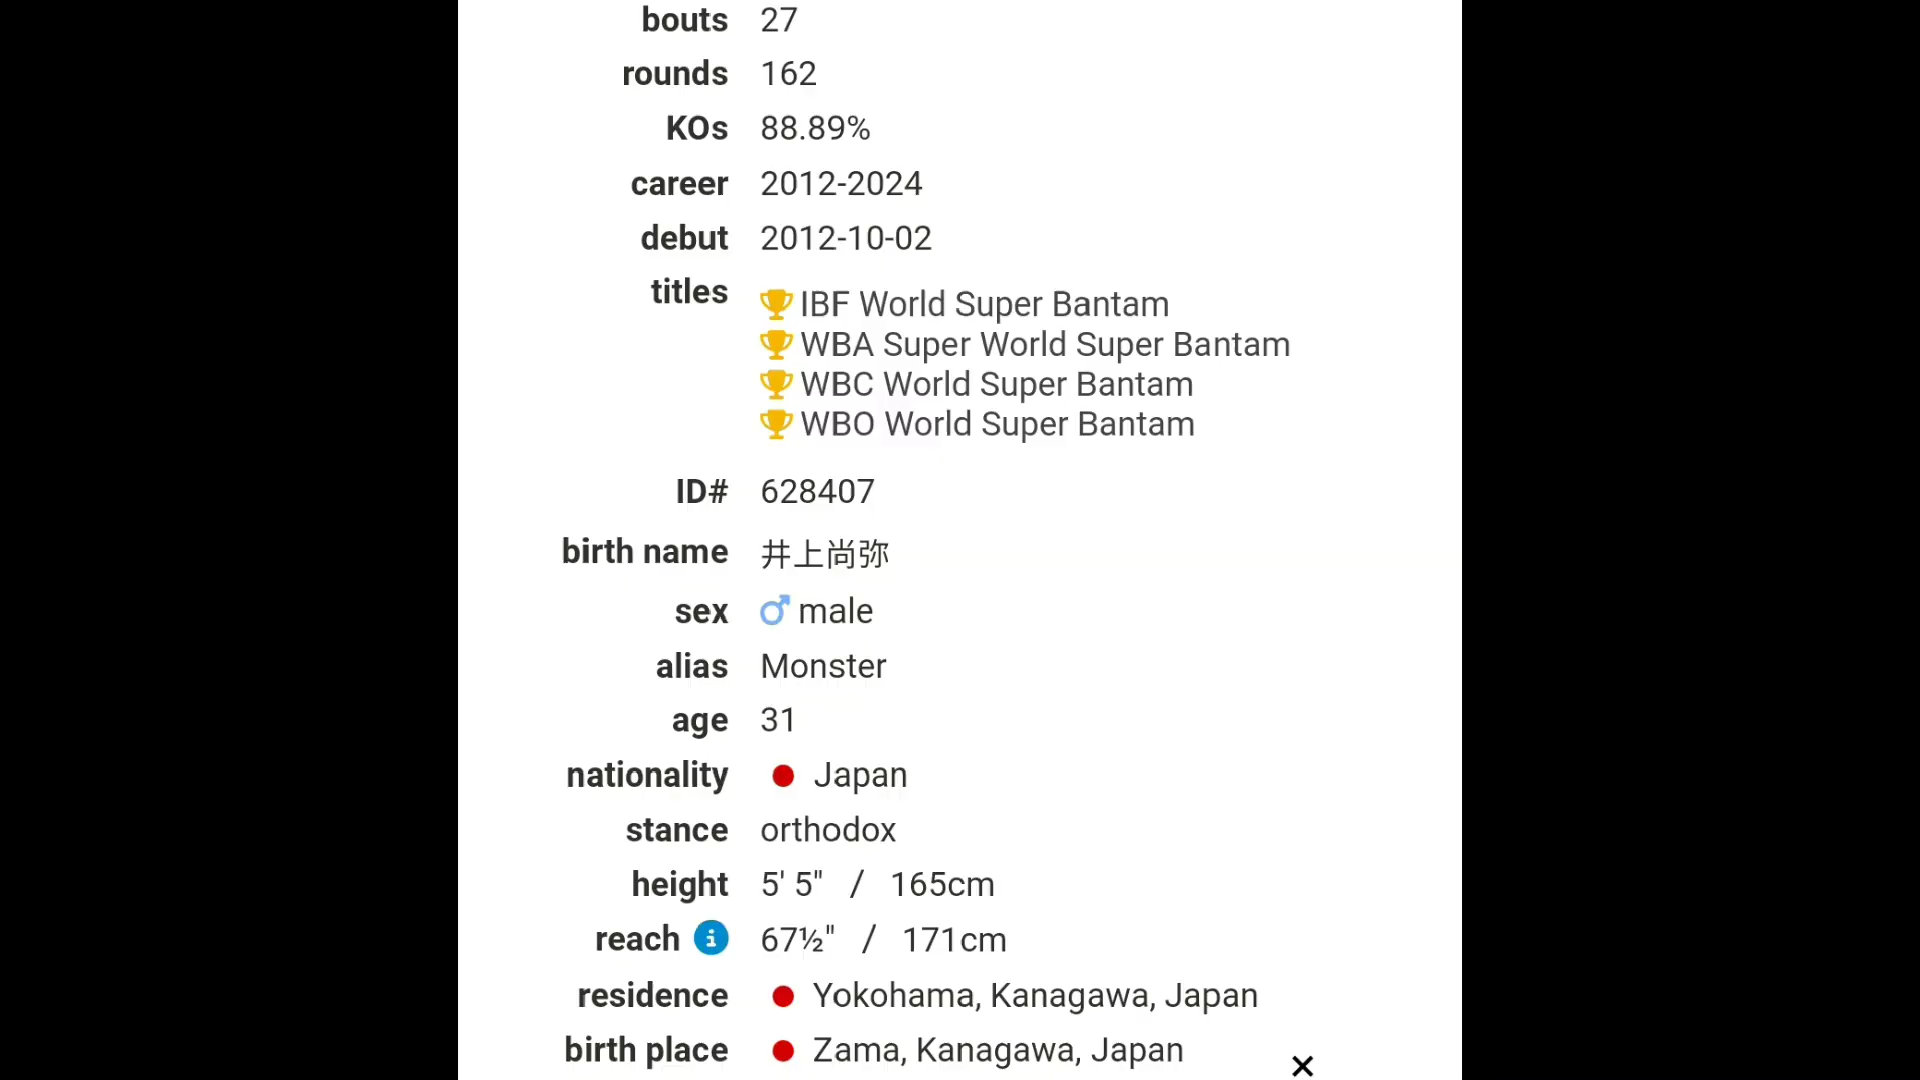 bouts 27
rounds 162
KOs 88.89%
career 2012-2024
debut 2012-10-02
titles IBF World Super Bantam
WBA Super World Super Bantam
WBC World Super Bantam
WBO World Super Bantam
ID# 628407
birth name 井上尚弥
sex male
alias Monster
age 31
nationality Japan
stance orthodox
height 5' 5" / 165cm
reach 67½" / 171cm
residence Yokohama, Kanagawa, Japan
birth place Zama, Kanagawa, Japan